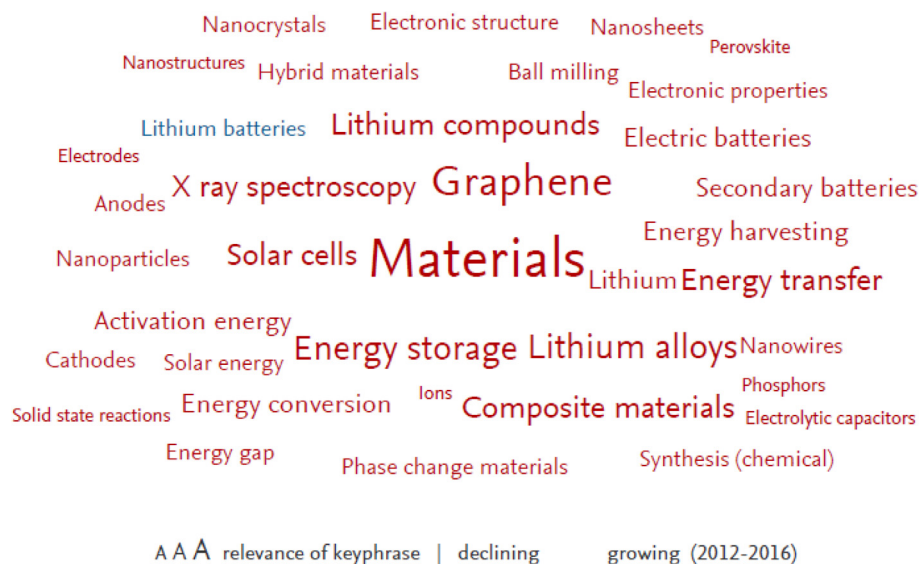 Nanocrystals Electronic structure Nanosheets
Perovskite
Nanostructures Hybrid materials Ball milling
Electronic properties
Lithium batteries Lithium compounds Electric batteries
Electrodes
X ray spectroscopy Graphene Secondary batteries
Anodes
Energy harvesting
Nanoparticles Solar cells Materials
Lithium Energy transfer
Activation energy
Energy storage Lithium alloys Nanowires
Cathodes Solar energy
Phosphors
Solid state reactions Energy conversion Ions Composite materials Electrolytic capacitors
Energy gap Phase change materials Synthesis (chemical)
A A A relevance of keyphrase | declining growing (2012-2016)